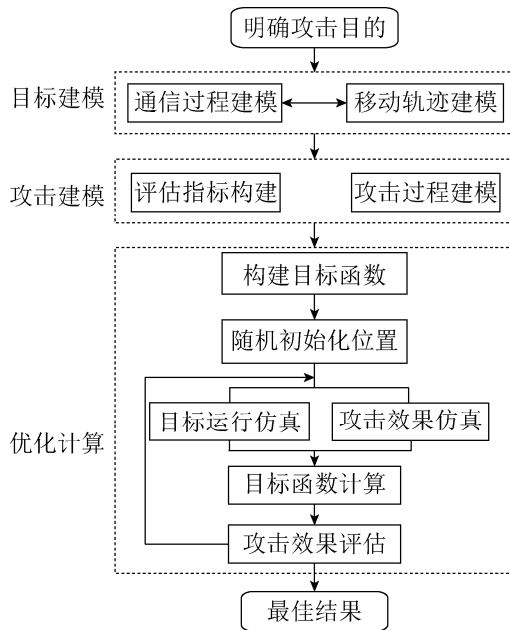 明确攻击目的
目标建模
通信过程建模
移动轨迹建模
攻击建模
评估指标构建
攻击过程建模
构建目标函数
随机初始化位置
优化计算
目标运行仿真
攻击效果仿真
目标函数计算
攻击效果评估
最佳结果